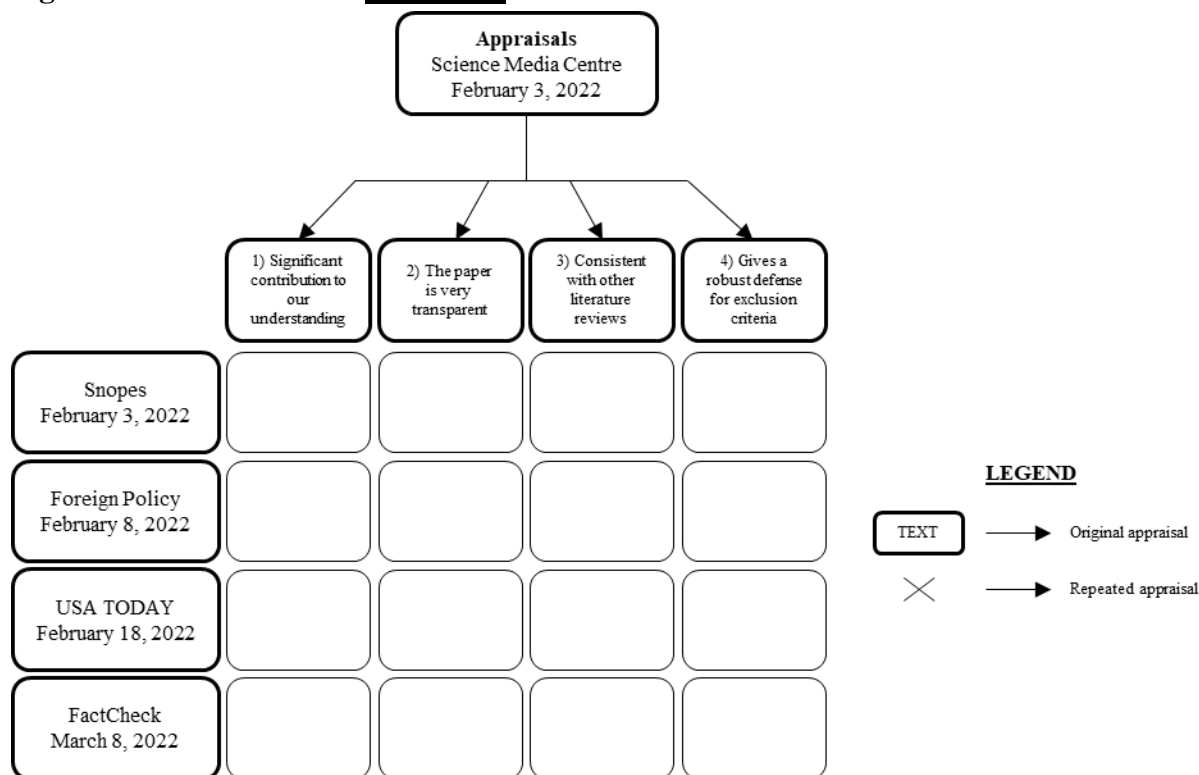 Appraisals
Science Media Centre
February 3, 2022
1) Significant
contribution to
our
understanding
2) The paper
is very
transparent
3) Consistent
with other
literature
reviews
4) Gives a
robust defense
for exclusion
criteria
Snopes
February 3, 2022
Foreign Policy
February 8, 2022
USA TODAY
February 18, 2022
FactCheck
March 8, 2022
LEGEND
TEXT
Original appraisal
Repeated appraisal